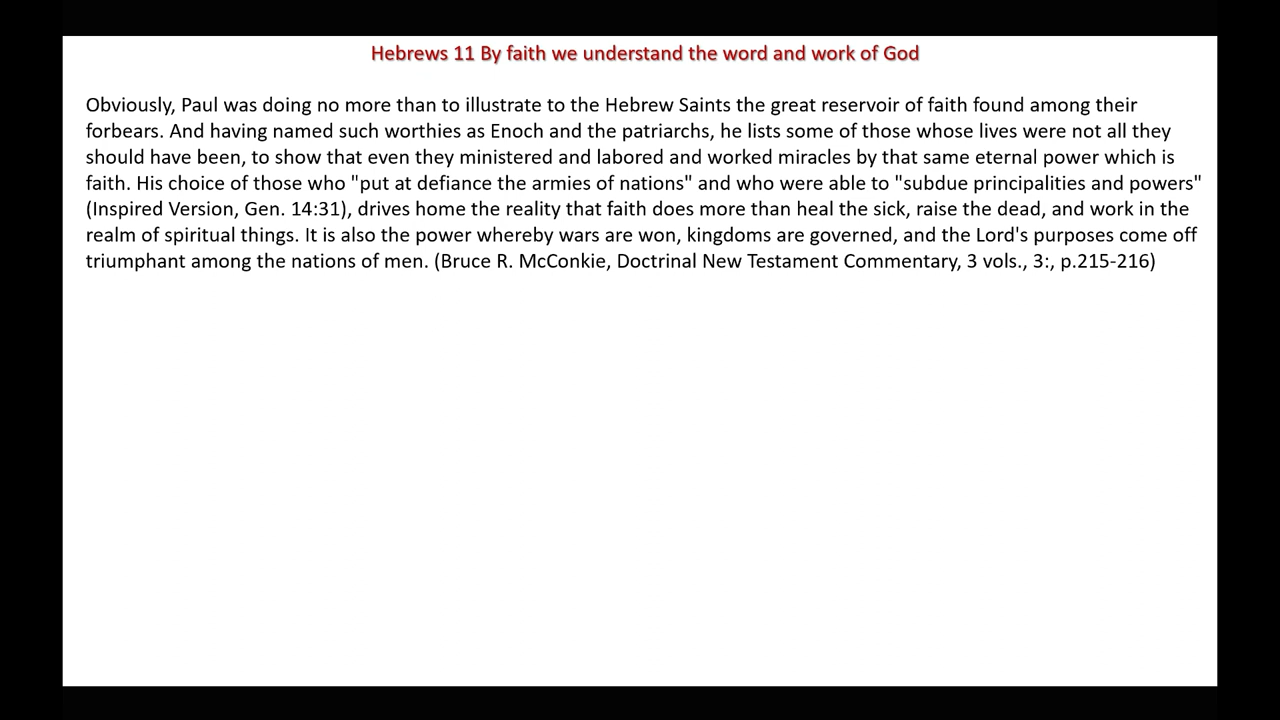 Hebrews 11 By faith we understand the word and work of God
Obviously, Paul was doing no more than to illustrate to the Hebrew Saints the great reservoir of faith found among their
forbears. And having named such worthies as Enoch and the patriarchs, he lists some of those whose lives were not all they
should have been, to show that even they ministered and labored and worked miracles by that same eternal power which is
faith. His choice of those who "put at defiance the armies of nations" and who were able to "subdue principalities and powers"
(Inspired Version, Gen. 14:31), drives home the reality that faith does more than heal the sick, raise the dead, and work in the
realm of spiritual things. It is also the power whereby wars are won, kingdoms are governed, and the Lord's purposes come off
triumphant among the nations of men. (Bruce R. McConkie, Doctrinal New Testament Commentary, 3 vols., 3:, p.215-216)